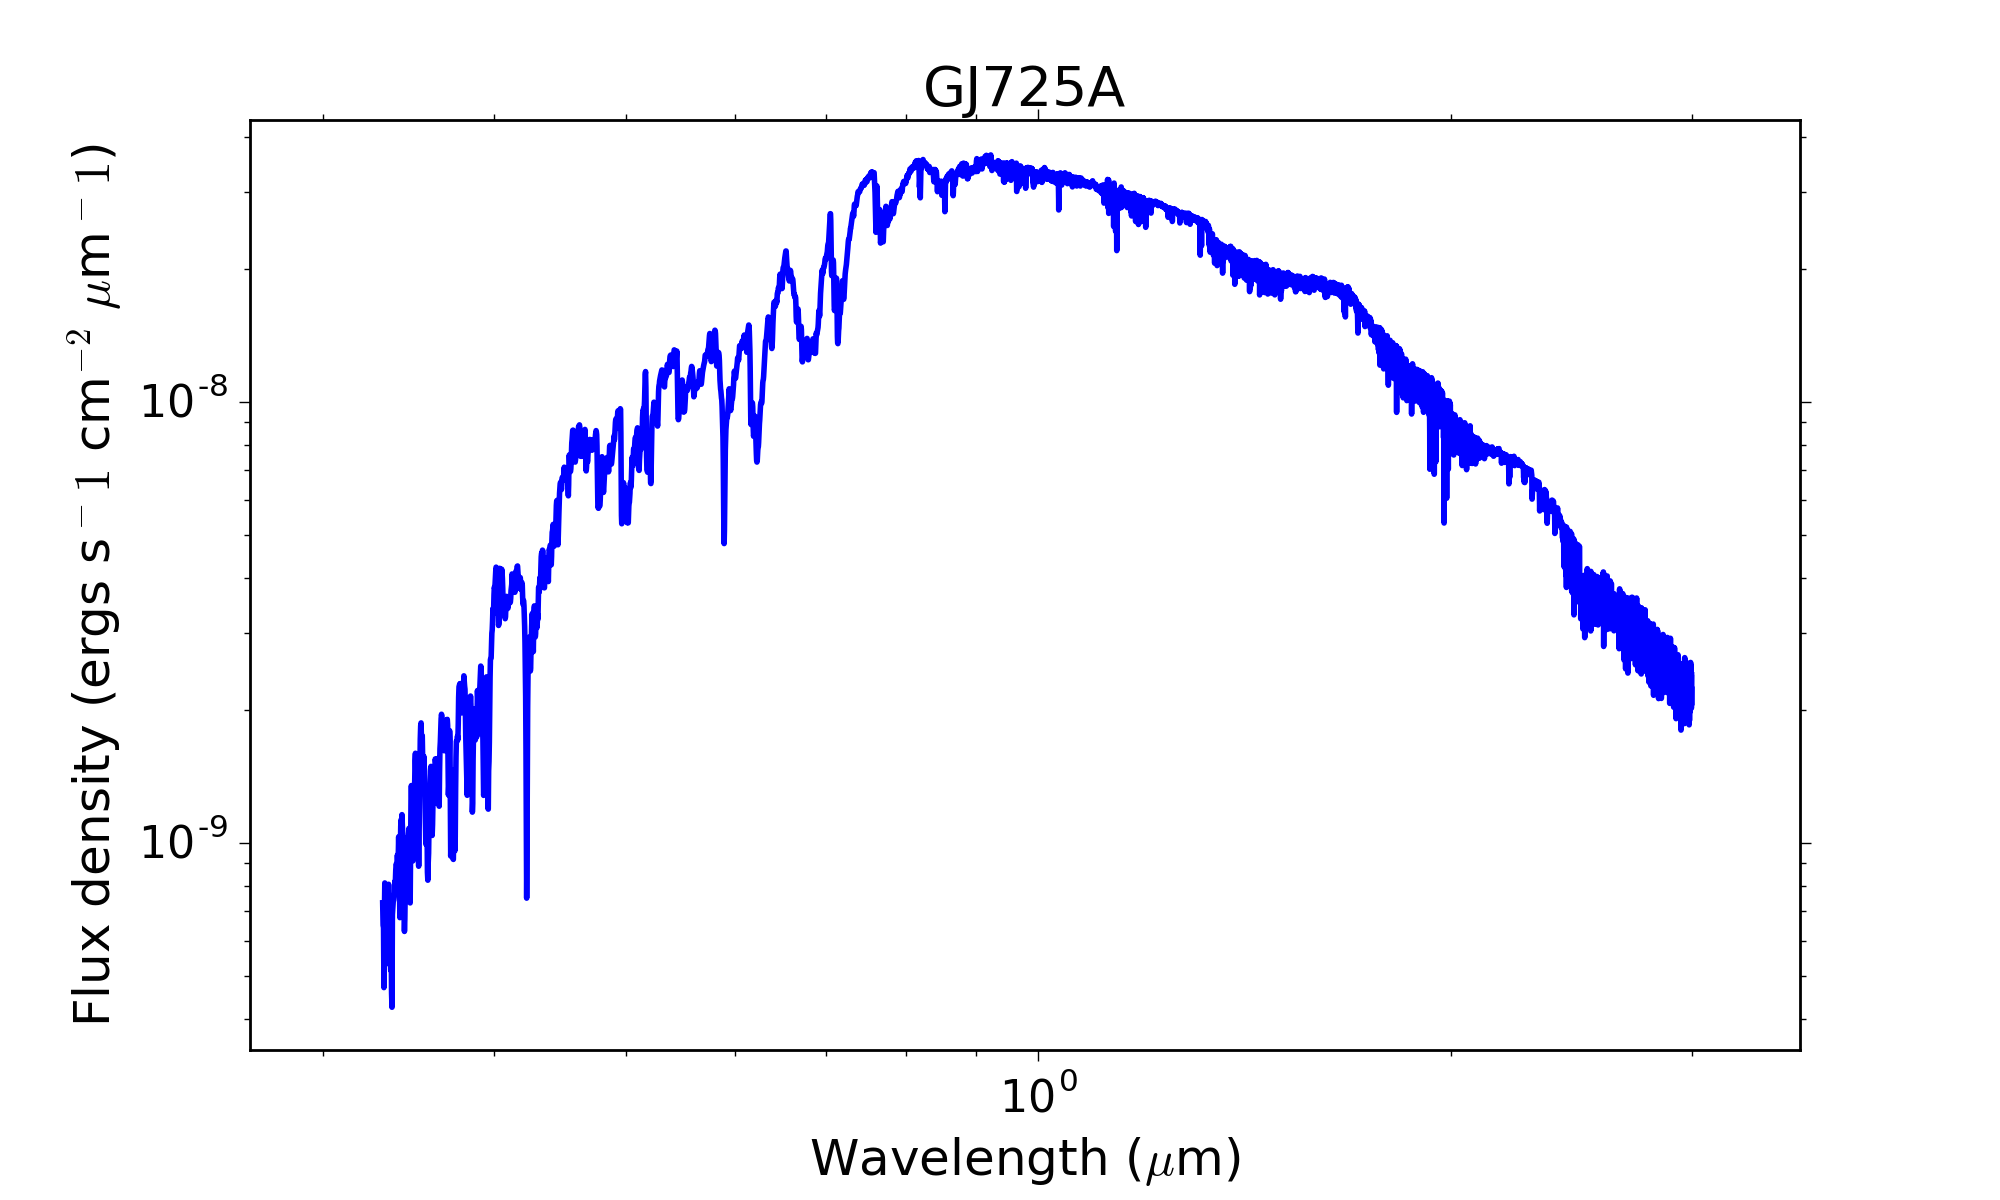 GJ725A
Flux density (ergs s − 1 cm⁻² μm − 1)
10⁻⁸
10⁻⁹
10⁰
Wavelength (μm)